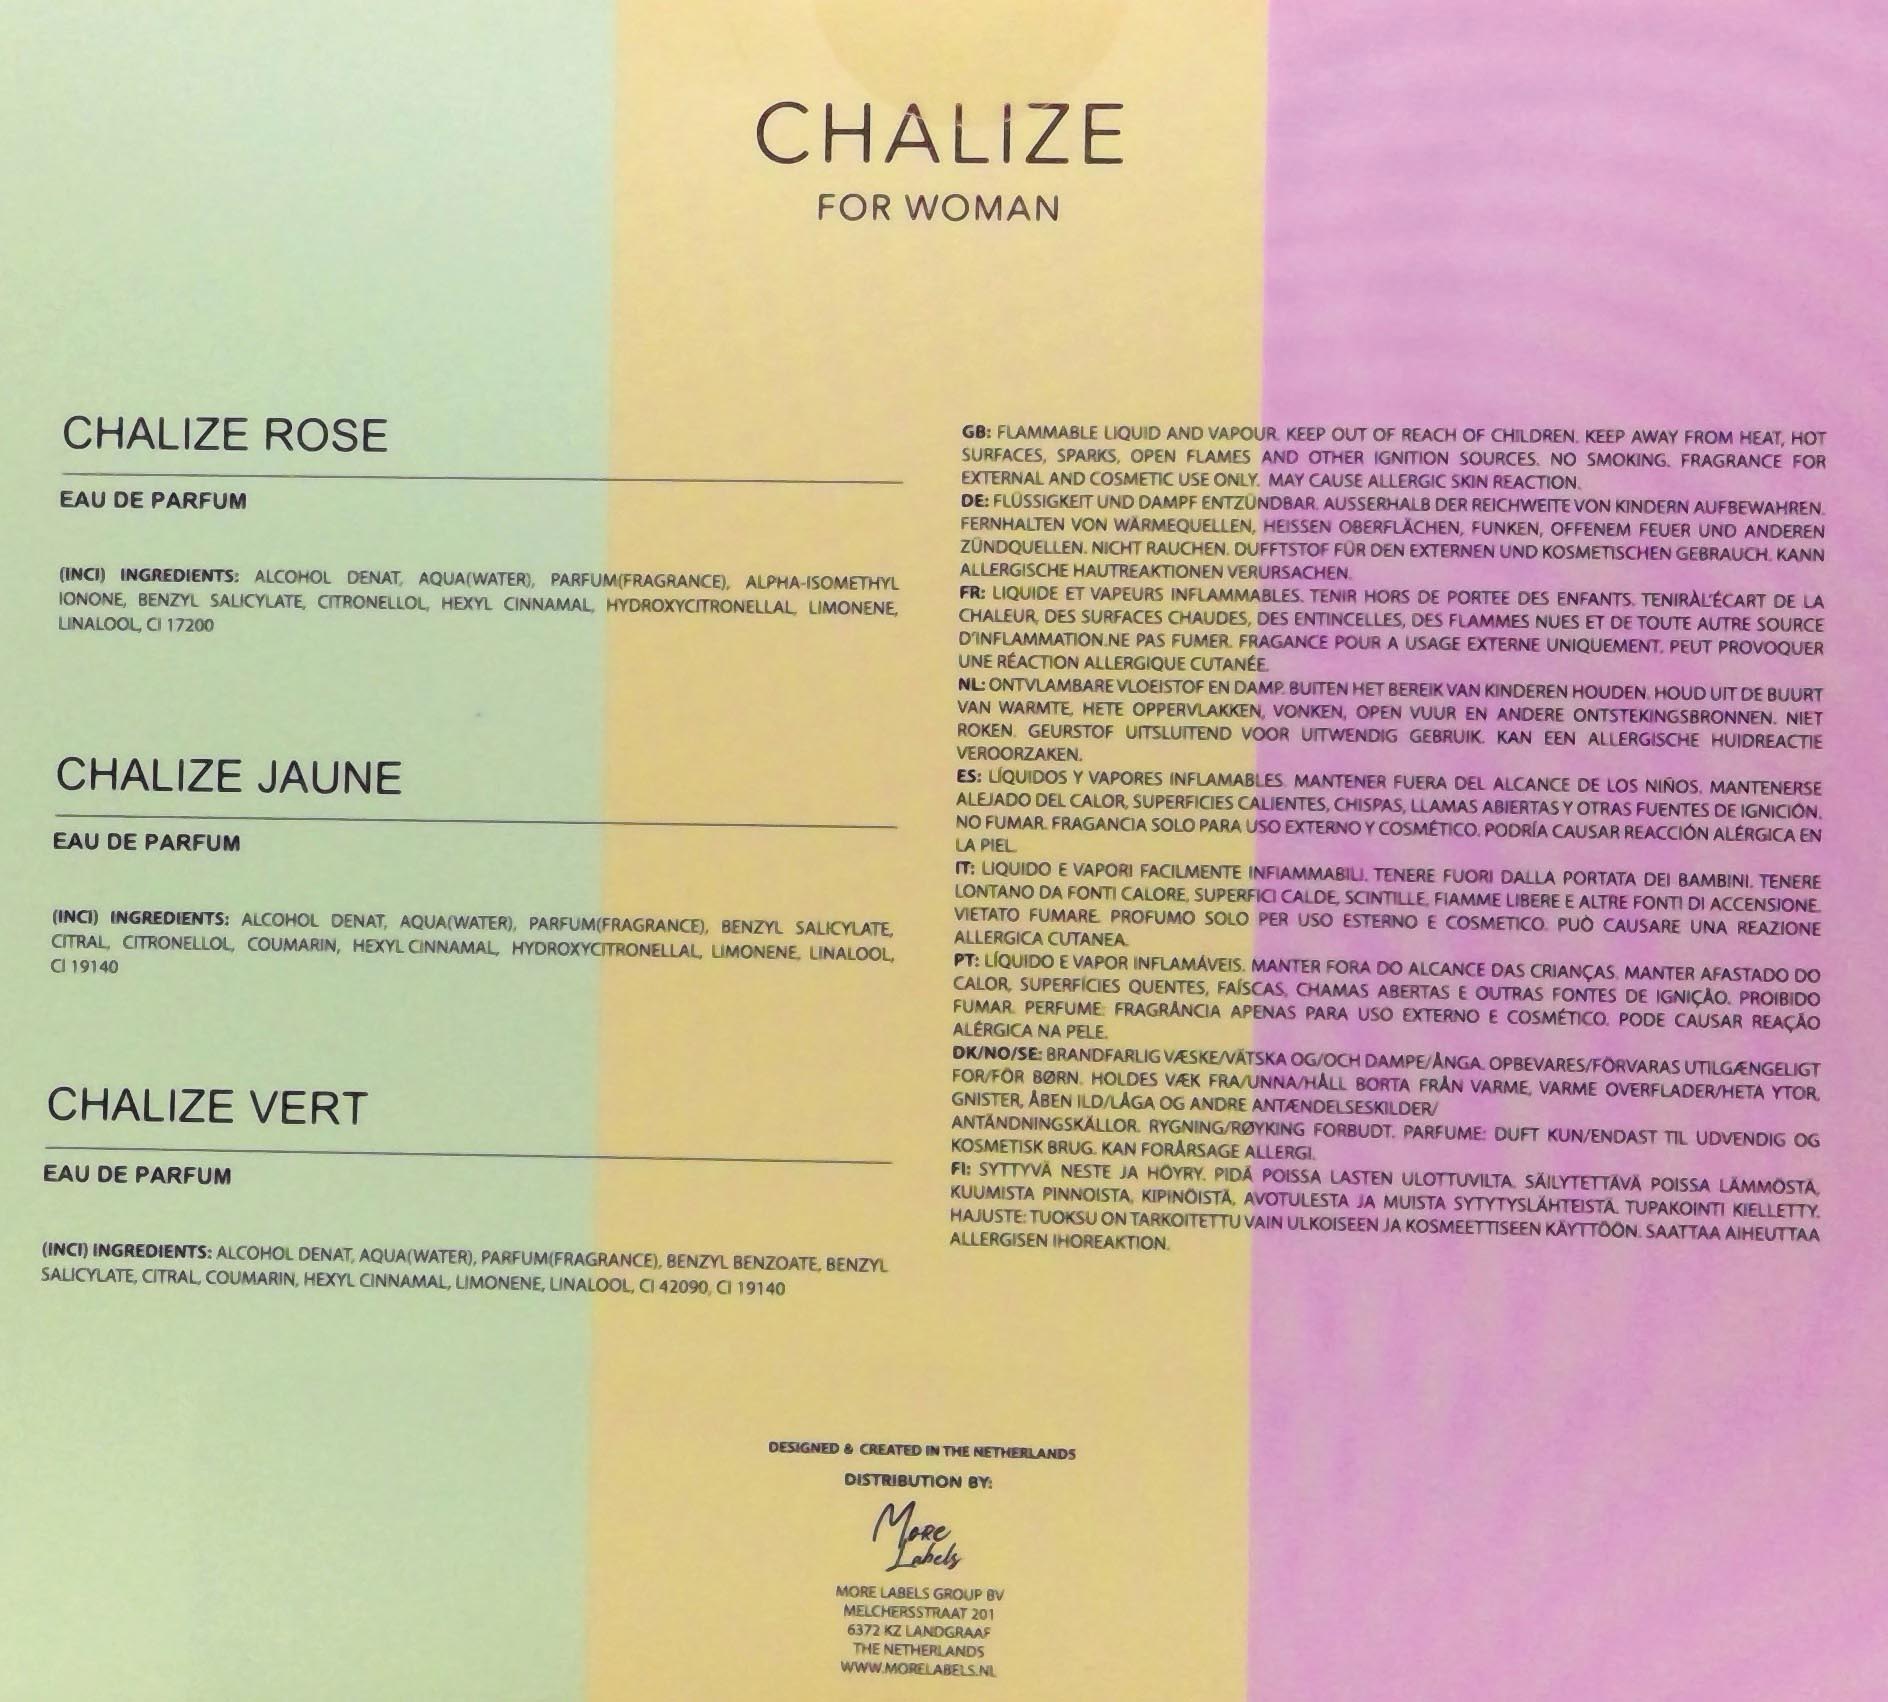 CHALIZE
FOR WOMAN
CHALIZE ROSE
EAU DE PARFUM
(INCI) INGREDIENTS: ALCOHOL DENAT, AQUA(WATER), PARFUM(FRAGRANCE), ALPHA-ISOMETHYL
IONONE, BENZYL SALICYLATE, CITRONELLOL, HEXYL CINNAMAL, HYDROXYCITRONELLAL, LIMONENE,
LINALOOL, CI 17200
CHALIZE JAUNE
EAU DE PARFUM
(INCI) INGREDIENTS: ALCOHOL DENAT, AQUA(WATER), PARFUM(FRAGRANCE), BENZYL SALICYLATE,
CITRAL, CITRONELLOL, COUMARIN, HEXYL CINNAMAL, HYDROXYCITRONELLAL, LIMONENE, LINALOOL,
CI 19140
CHALIZE VERT
EAU DE PARFUM
(INCI) INGREDIENTS: ALCOHOL DENAT, AQUA(WATER), PARFUM(FRAGRANCE), BENZYL BENZOATE, BENZYL
SALICYLATE, CITRAL, COUMARIN, HEXYL CINNAMAL, LIMONENE, LINALOOL, CI 42090, CI 19140
GB: FLAMMABLE LIQUID AND VAPOUR. KEEP OUT OF REACH OF CHILDREN. KEEP AWAY FROM HEAT, HOT
SURFACES, SPARKS, OPEN FLAMES AND OTHER IGNITION SOURCES. NO SMOKING. FRAGRANCE FOR
EXTERNAL AND COSMETIC USE ONLY. MAY CAUSE ALLERGIC SKIN REACTION.
DE: FLÜSSIGKEIT UND DAMPF ENTZÜNDBAR. AUSSERHALB DER REICHWEITE VON KINDERN AUFBEWAHREN.
FERNHALTEN VON WÄRMEQUELLEN, HEISSEN OBERFLÄCHEN, FUNKEN, OFFENEM FEUER UND ANDEREN
ZÜNDQUELLEN. NICHT RAUCHEN. DUFFTSTOF FÜR DEN EXTERNEN UND KOSMETISCHEN GEBRAUCH. KANN
ALLERGISCHE HAUTREAKTIONEN VERURSACHEN.
FR: LIQUIDE ET VAPEURS INFLAMMABLES. TENIR HORS DE PORTEE DES ENFANTS. TENIRÀL'ÉCART DE LA
CHALEUR, DES SURFACES CHAUDES, DES ENTINCELLES, DES FLAMMES NUES ET DE TOUTE AUTRE SOURCE
D'INFLAMMATION.NE PAS FUMER. FRAGANCE POUR A USAGE EXTERNE UNIQUEMENT. PEUT PROVOQUER
UNE RÉACTION ALLERGIQUE CUTANÉE.
NL: ONTVLAMBARE VLOEISTOF EN DAMP. BUITEN HET BEREIK VAN KINDEREN HOUDEN. HOUD UIT DE BUURT
VAN WARMTE, HETE OPPERVLAKKEN, VONKEN, OPEN VUUR EN ANDERE ONTSTEKINGSBRONNEN. NIET
ROKEN. GEURSTOF UITSLUITEND VOOR UITWENDIG GEBRUIK. KAN EEN ALLERGISCHE HUIDREACTIE
VEROORZAKEN.
ES: LÍQUIDOS Y VAPORES INFLAMABLES. MANTENER FUERA DEL ALCANCE DE LOS NIÑOS. MANTENERSE
ALEJADO DEL CALOR, SUPERFICIES CALIENTES, CHISPAS, LLAMAS ABIERTAS Y OTRAS FUENTES DE IGNICIÓN.
NO FUMAR. FRAGANCIA SOLO PARA USO EXTERNO Y COSMÉTICO. PODRÍA CAUSAR REACCIÓN ALÉRGICA EN
LA PIEL.
IT: LIQUIDO E VAPORI FACILMENTE INFIAMMABILI. TENERE FUORI DALLA PORTATA DEI BAMBINI. TENERE
LONTANO DA FONTI CALORE, SUPERFICI CALDE, SCINTILLE, FIAMME LIBERE E ALTRE FONTI DI ACCENSIONE.
VIETATO FUMARE. PROFUMO SOLO PER USO ESTERNO E COSMETICO. PUÒ CAUSARE UNA REAZIONE
ALLERGICA CUTANEA.
PT: LÍQUIDO E VAPOR INFLAMÁVEIS. MANTER FORA DO ALCANCE DAS CRIANÇAS. MANTER AFASTADO DO
CALOR, SUPERFÍCIES QUENTES, FAÍSCAS, CHAMAS ABERTAS E OUTRAS FONTES DE IGNIÇÃO. PROIBIDO
FUMAR. PERFUME: FRAGRÂNCIA APENAS PARA USO EXTERNO E COSMÉTICO. PODE CAUSAR REAÇÃO
ALÉRGICA NA PELE.
DK/NO/SE: BRANDFARLIG VÆSKE/VÄTSKA OG/OCH DAMPE/ÅNGA. OPBEVARES/FÖRVARAS UTILGÆNGELIGT
FOR/FÖR BØRN. HOLDES VÆK FRA/UNNA/HÅLL BORTA FRÅN VARME, VARME OVERFLADER/HETA YTOR,
GNISTER, ÅBEN ILD/LÅGA OG ANDRE ANTÆNDELSESKILDER/
ANTÄNDNINGSKÄLLOR. RYGNING/RØYKING FORBUDT. PARFUME: DUFT KUN/ENDAST TIL UDVENDIG OG
KOSMETISK BRUG. KAN FORÅRSAGE ALLERGI.
FI: SYTTYVÄ NESTE JA HÖYRY. PIDÄ POISSA LASTEN ULOTTUVILTA. SÄILYTETTÄVÄ POISSA LÄMMÖSTÄ,
KUUMISTA PINNOISTA, KIPINÖISTÄ, AVOTULESTA JA MUISTA SYTYTYSLÄHTEISTÄ. TUPAKOINTI KIELLETTY.
HAJUSTE: TUOKSU ON TARKOITETTU VAIN ULKOISEEN JA KOSMEETTISEEN KÄYTTÖÖN. SAATTAA AIHEUTTAA
ALLERGISEN IHOREAKTION.
DESIGNED & CREATED IN THE NETHERLANDS
DISTRIBUTION BY:
More
Labels
MORE LABELS GROUP BV
MELCHERSSTRAAT 201
6372 KZ LANDGRAAF
THE NETHERLANDS
WWW.MORELABELS.NL